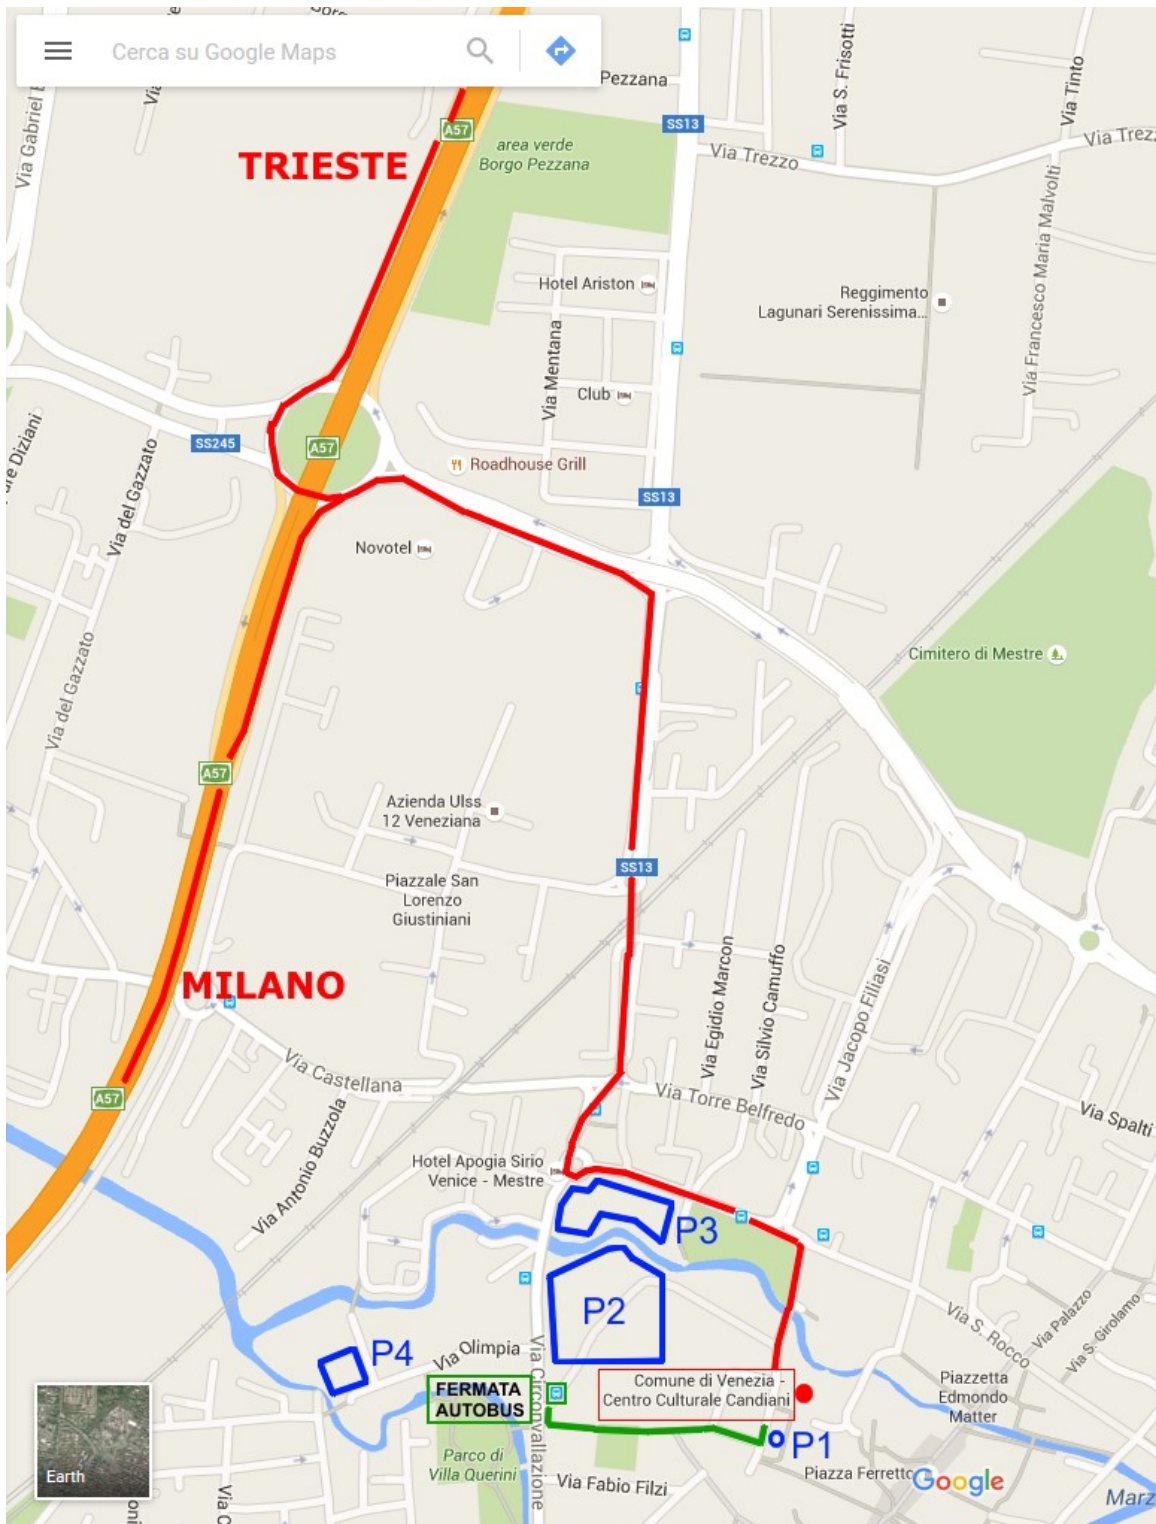 Cerca su Google Maps
Pezzana
Via S. Frisotti
Via Tinto
A57
SS13
TRIESTE
area verde
Borgo Pezzana
Via Trezzo
Via Francesco Maria Malvolti
Hotel Ariston
Reggimento
Lagunari Serenissima...
Via Mentana
Club
SS245
A57
Via del Gazzato
Roadhouse Grill
SS13
Novotel
Cimitero di Mestre
Via del Gazzato
A57
Azienda Ulss
12 Veneziana
SS13
Piazzale San
Lorenzo
Giustiniani
Via Egidio Marcon
Via Silvio Camuffo
Via Jacopo Filiasi
MILANO
A57
Via Castellana
Via Torre Belfredo
Via Spalti
Via Antonio Buzzola
Hotel Apogia Sirio
Venice - Mestre
P3
P2
P4
Via Olimpia
Via Circonvallazione
Via S. Rocco
Via Palazzo
Via S. Girolamo
FERMATA
AUTOBUS
Comune di Venezia -
Centro Culturale Candiani
Piazzetta
Edmondo
Matter
P1
Parco di
Villa Querini
Via Fabio Filzi
Piazza Ferretto
Google
Earth